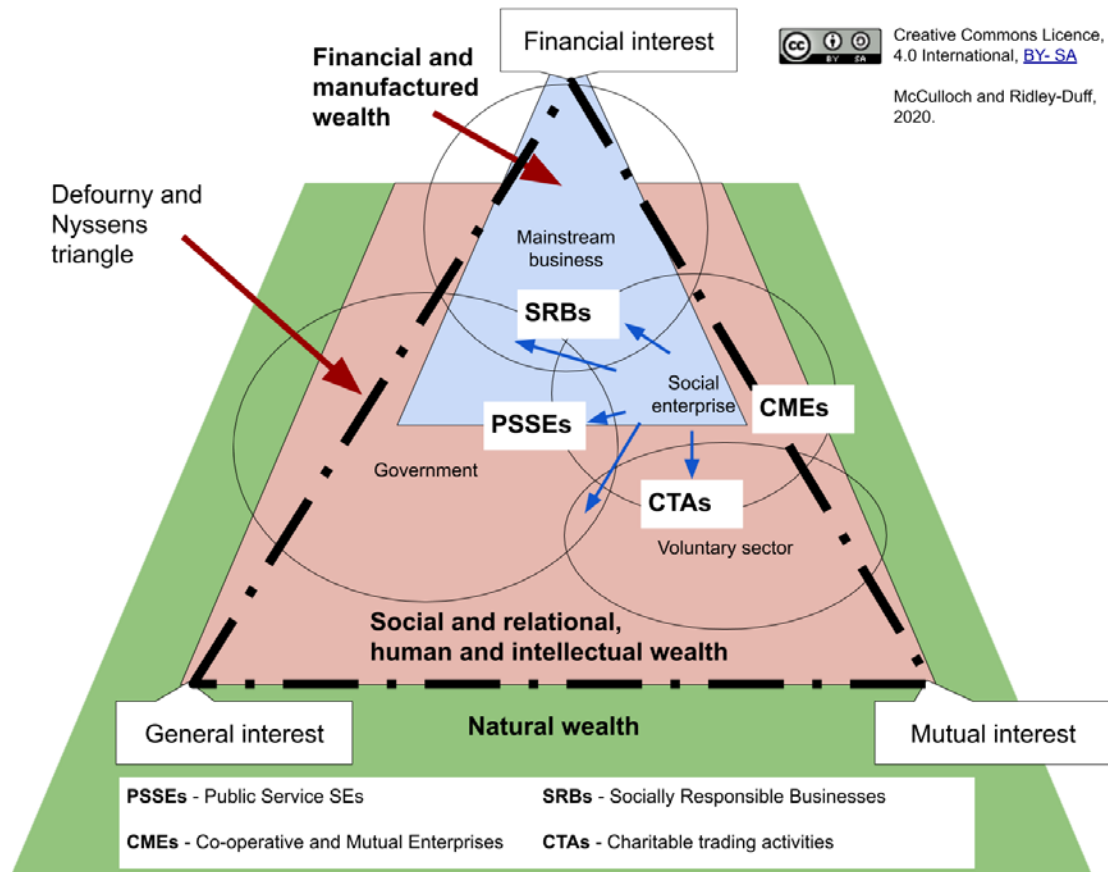 Financial interest
Creative Commons Licence,
4.0 International, BY- SA
cc
BY SA
McCulloch and Ridley-Duff,
2020.
Financial and
manufactured
wealth
Defourny and
Nyssens
triangle
Mainstream
business
SRBs
Social
enterprise
CMEs
PSSEs
Government
CTAs
Voluntary sector
Social and relational,
human and intellectual wealth
Natural wealth
General interest
Mutual interest
PSSEs - Public Service SEs
SRBs - Socially Responsible Businesses
CMEs - Co-operative and Mutual Enterprises
CTAs - Charitable trading activities